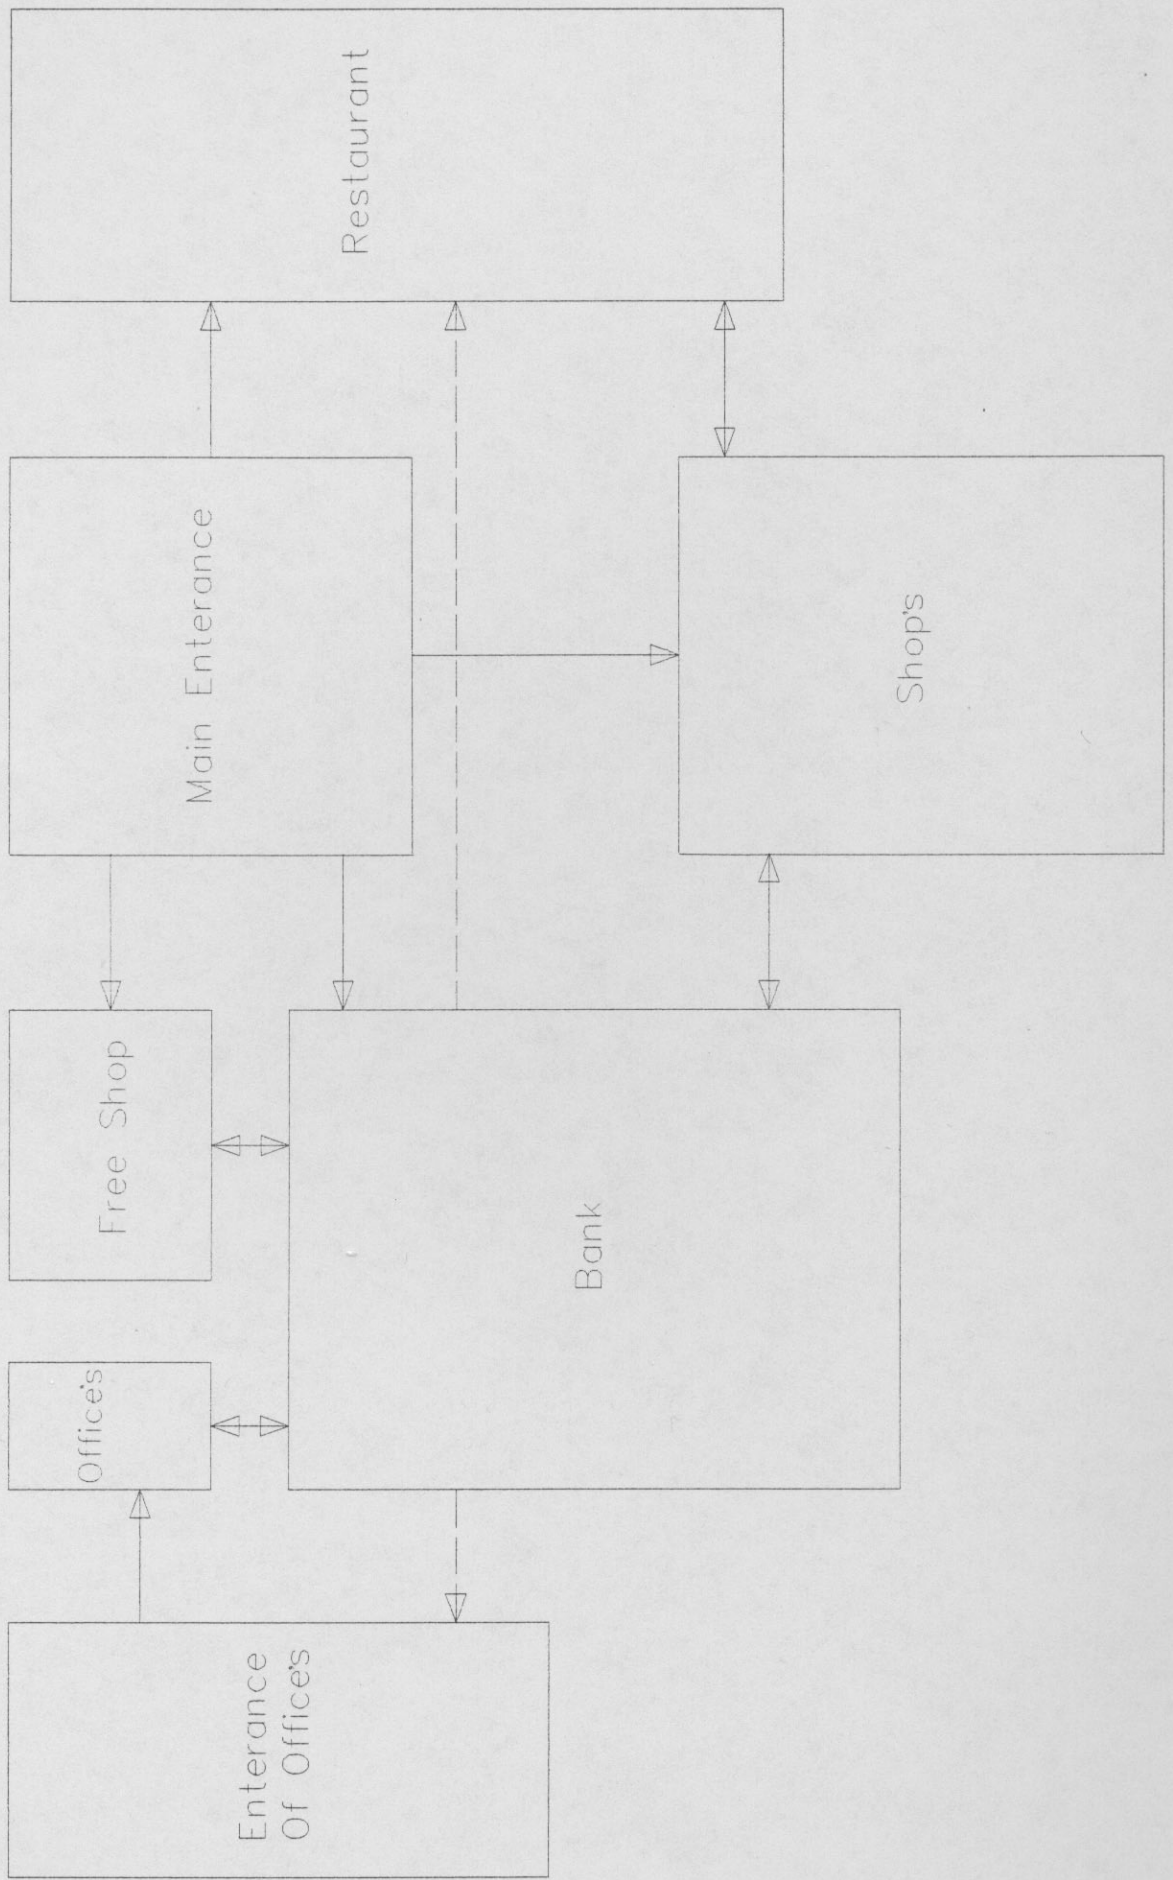 Enterance
Of Office's
Office's
Free Shop
Main Enterance
Restaurant
Bank
Shop's